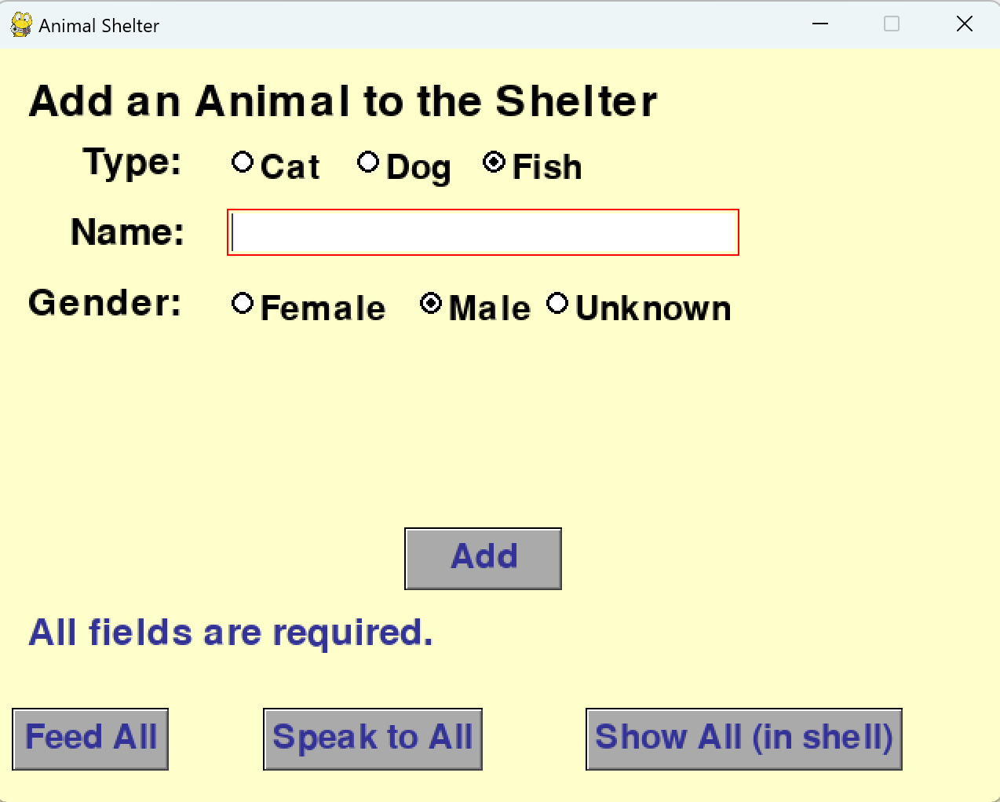 Animal Shelter
Add an Animal to the Shelter
Type: Cat Dog Fish
Name:
Gender: Female Male Unknown
Add
All fields are required.
Feed All Speak to All Show All (in shell)